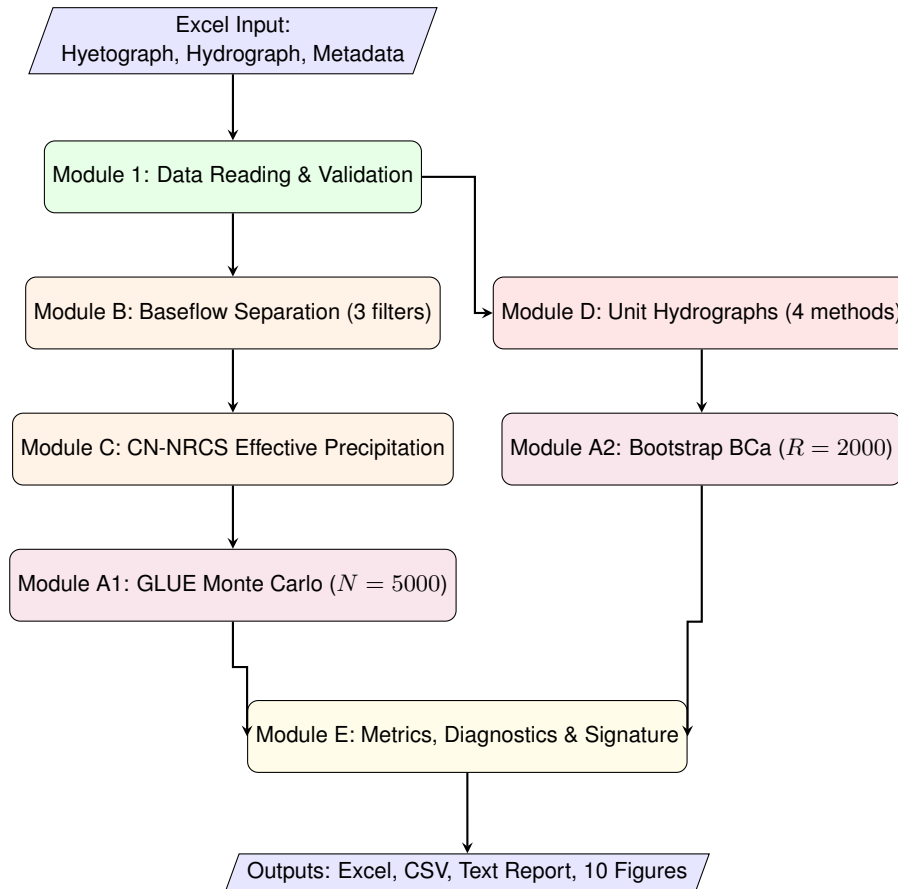 Excel Input:
Hyetograph, Hydrograph, Metadata
Module 1: Data Reading & Validation
Module B: Baseflow Separation (3 filters)
Module D: Unit Hydrographs (4 methods)
Module C: CN-NRCS Effective Precipitation
Module A2: Bootstrap BCa (R = 2000)
Module A1: GLUE Monte Carlo (N = 5000)
Module E: Metrics, Diagnostics & Signature
Outputs: Excel, CSV, Text Report, 10 Figures